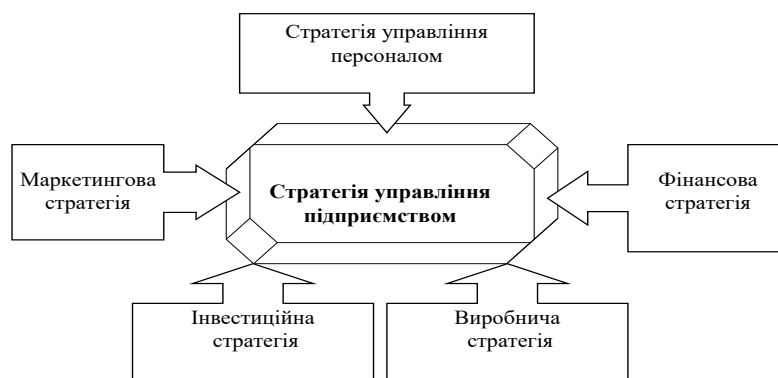 Стратегія управління
персоналом
Маркетингова
стратегія
Стратегія управління
підприємством
Фінансова
стратегія
Інвестиційна
стратегія
Виробнича
стратегія